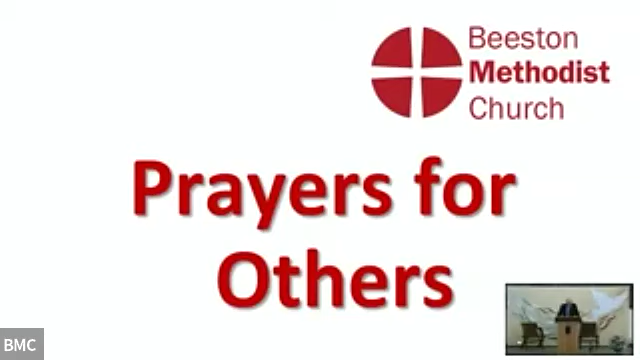 Beeston
Methodist
Church
Prayers for
Others
BMC